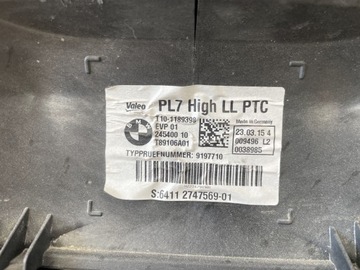 Valeo PL7 High LL PTC
T10-1189399
EVP 01
245400 10
T89106A01
Made in Germany
23.03.15 4
009496 L2
0038985
TYPPRUEFNUMMER: 9197710
S:6411 2747569-01